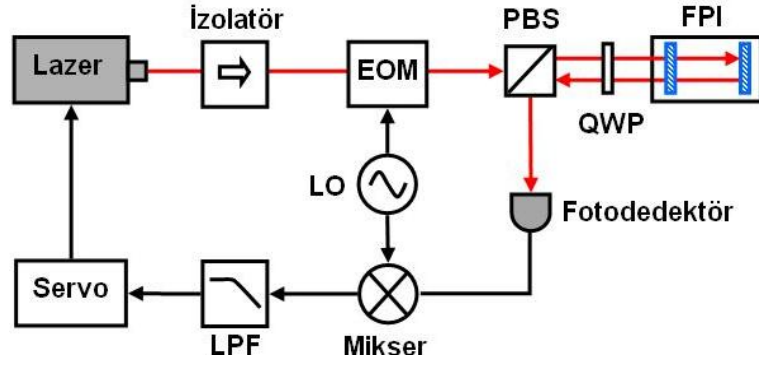 İzolatör
PBS
FPI
Lazer
EOM
QWP
LO
Fotodedektör
Servo
LPF
Mikser